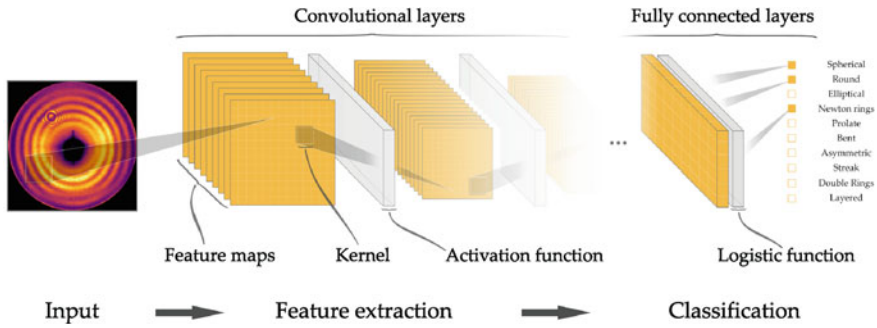 Convolutional layers
Fully connected layers
Spherical
Round
Elliptical
Newton rings
Prolate
Bent
Asymmetric
Streak
Double Rings
Layered
...
Feature maps
Kernel
Activation function
Logistic function
Input
Feature extraction
Classification